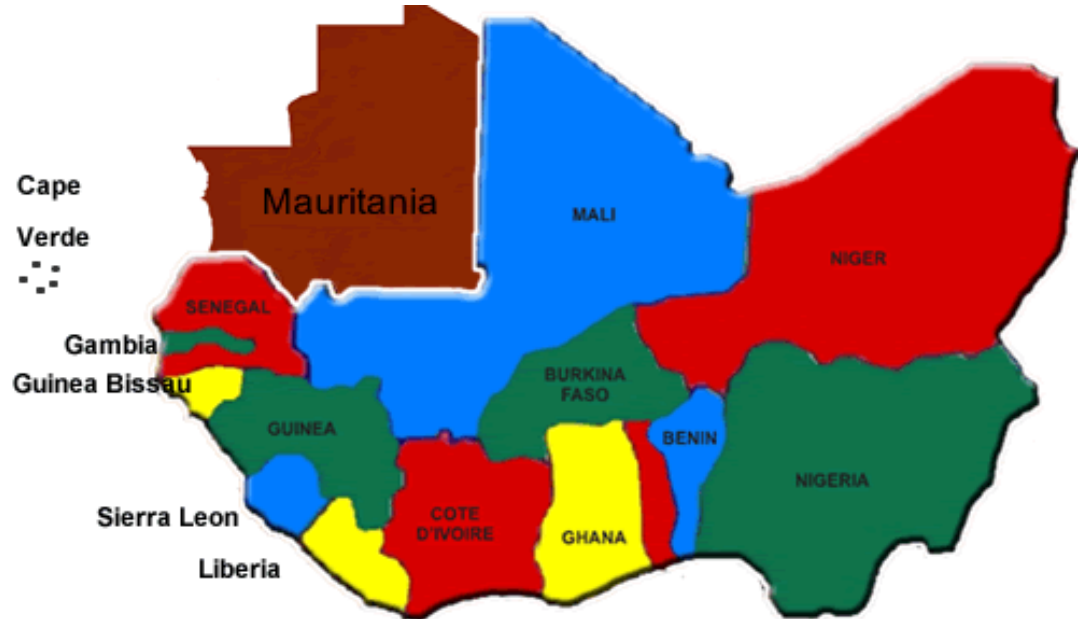 Cape
Verde
Mauritania
MALI
NIGER
SENEGAL
Gambia
Guinea Bissau
BURKINA
FASO
GUINEA
BENIN
NIGERIA
Sierra Leon
COTE
D'IVOIRE
GHANA
Liberia